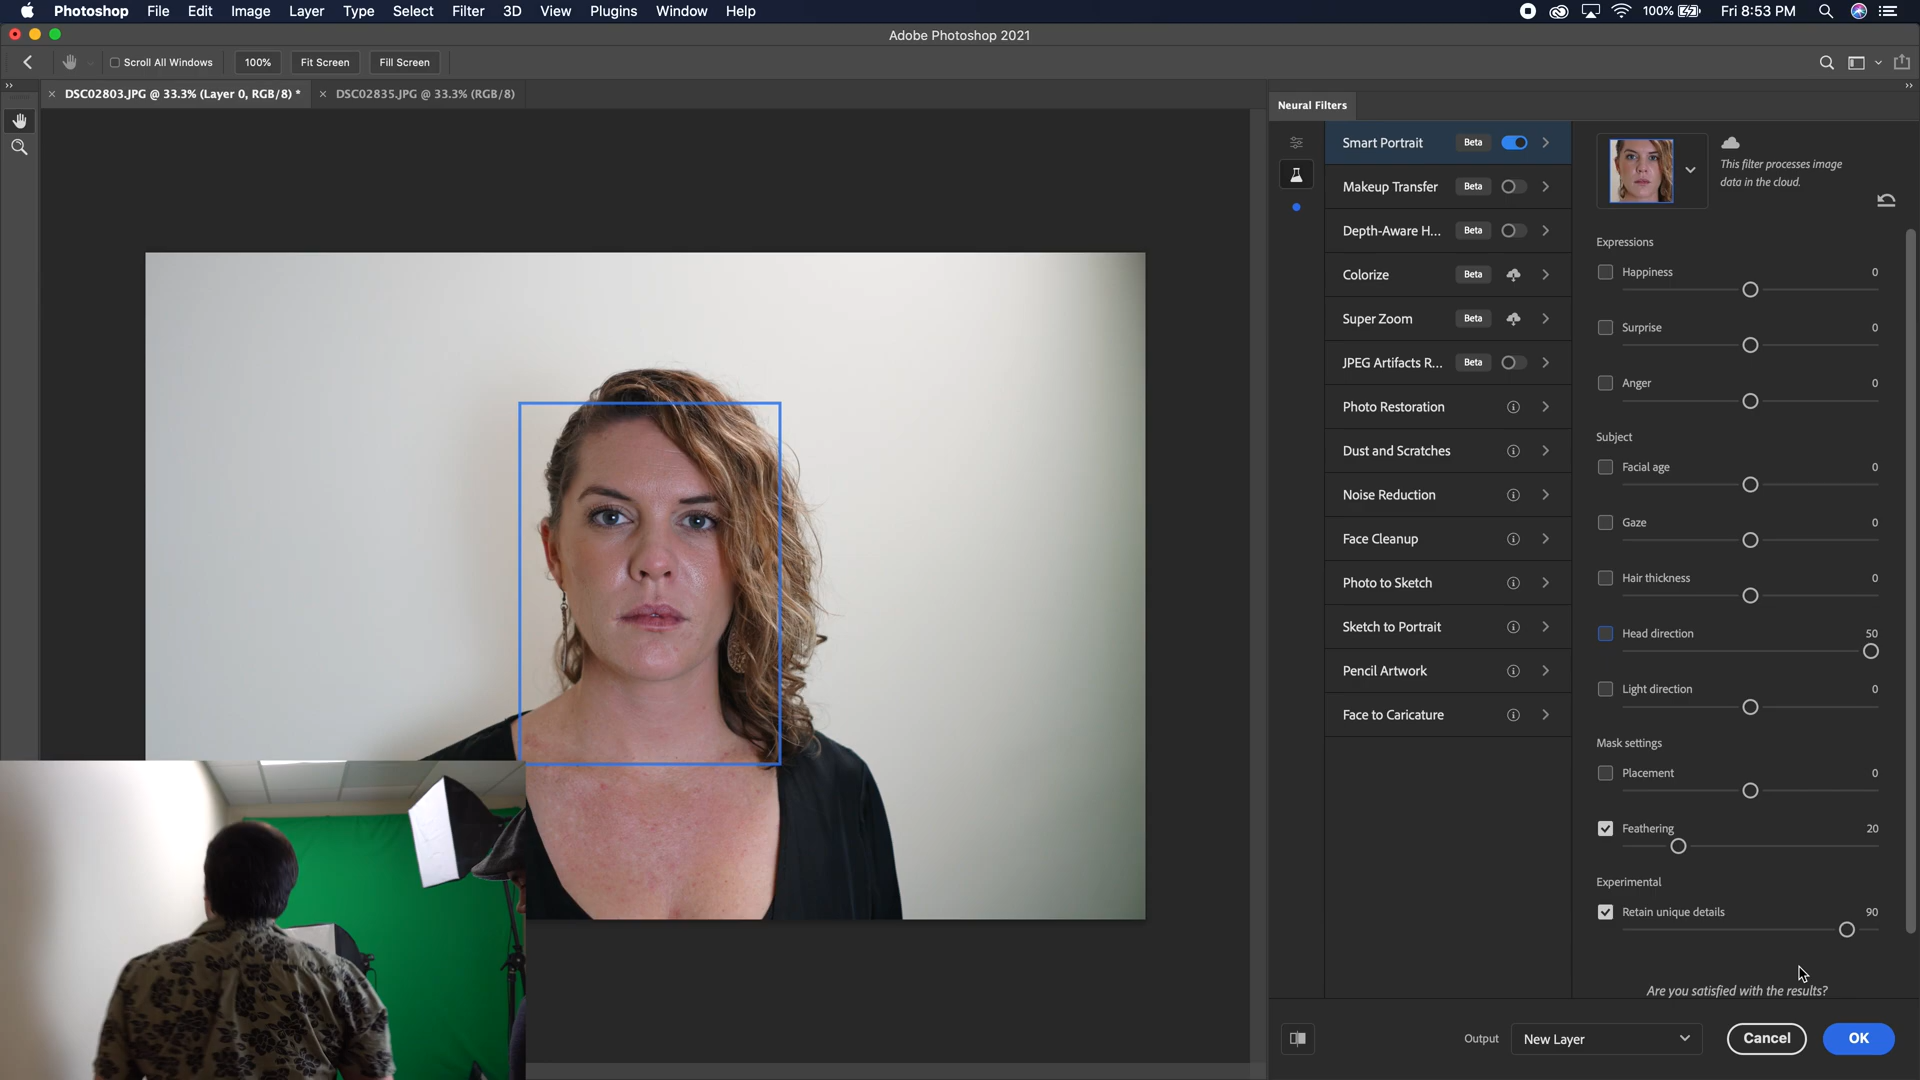 Photoshop File Edit Image Layer Type Select Filter 3D View Plugins Window Help 100% Fri 8:53 PM
Adobe Photoshop 2021
Scroll All Windows 100% Fit Screen Fill Screen
× DSC02803.JPG @ 33.3% (Layer 0, RGB/8) * × DSC02835.JPG @ 33.3% (RGB/8)
Neural Filters
Smart Portrait Beta
Makeup Transfer Beta
Depth-Aware H... Beta
Colorize Beta
Super Zoom Beta
JPEG Artifacts R... Beta
Photo Restoration
Dust and Scratches
Noise Reduction
Face Cleanup
Photo to Sketch
Sketch to Portrait
Pencil Artwork
Face to Caricature
This filter processes image
data in the cloud.
Expressions
Happiness 0
Surprise 0
Anger 0
Subject
Facial age 0
Gaze 0
Hair thickness 0
Head direction 50
Light direction 0
Mask settings
Placement 0
Feathering 20
Experimental
Retain unique details 90
Are you satisfied with the results?
Output New Layer Cancel OK